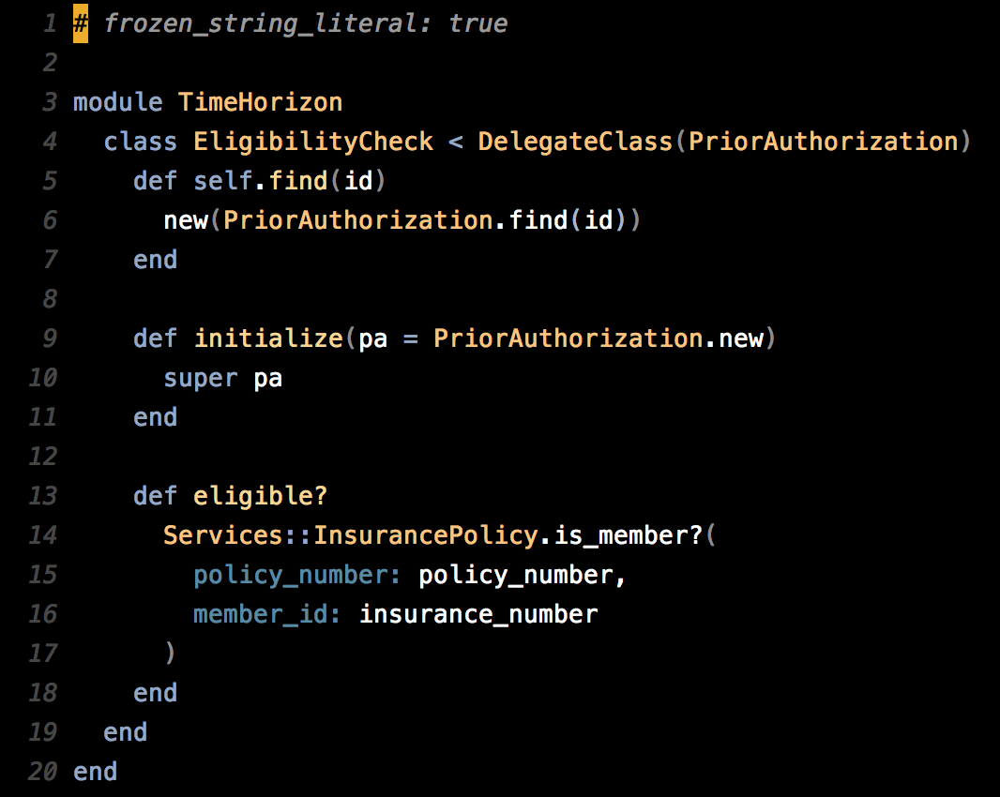 1 # frozen_string_literal: true
2
3 module TimeHorizon
4   class EligibilityCheck < DelegateClass(PriorAuthorization)
5     def self.find(id)
6       new(PriorAuthorization.find(id))
7     end
8
9     def initialize(pa = PriorAuthorization.new)
10       super pa
11     end
12
13     def eligible?
14       Services::InsurancePolicy.is_member?(
15         policy_number: policy_number,
16         member_id: insurance_number
17       )
18     end
19   end
20 end